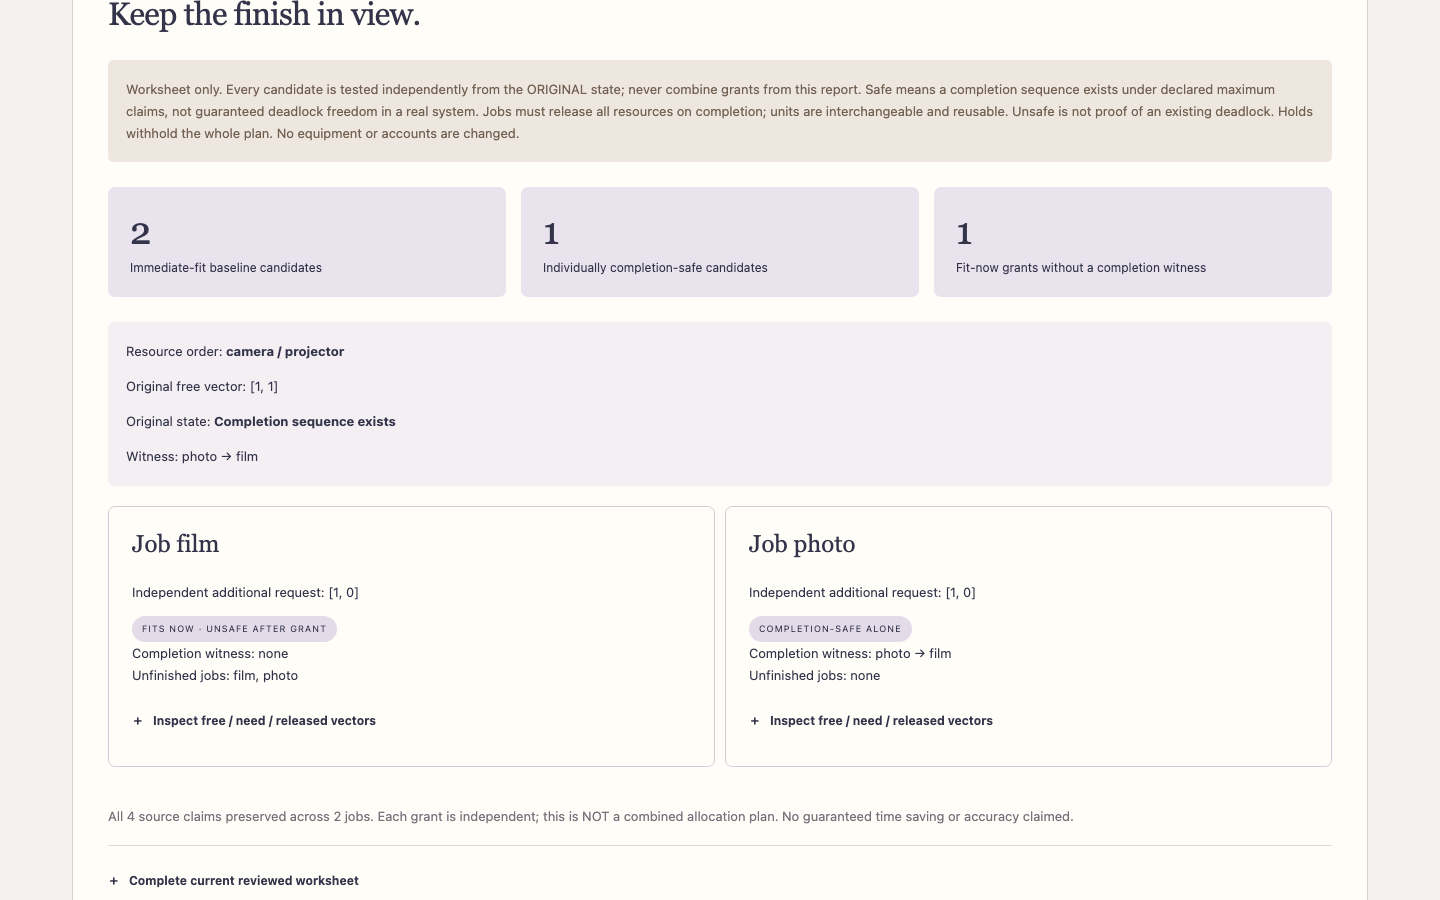 Keep the finish in view.
Worksheet only. Every candidate is tested independently from the ORIGINAL state; never combine grants from this report. Safe means a completion sequence exists under declared maximum
claims, not guaranteed deadlock freedom in a real system. Jobs must release all resources on completion; units are interchangeable and reusable. Unsafe is not proof of an existing deadlock. Holds
withhold the whole plan. No equipment or accounts are changed.
2
Immediate-fit baseline candidates
1
Individually completion-safe candidates
1
Fit-now grants without a completion witness
Resource order: camera / projector
Original free vector: [1, 1]
Original state: Completion sequence exists
Witness: photo → film
Job film
Independent additional request: [1, 0]
FITS NOW · UNSAFE AFTER GRANT
Completion witness: none
Unfinished jobs: film, photo
+ Inspect free / need / released vectors
Job photo
Independent additional request: [1, 0]
COMPLETION-SAFE ALONE
Completion witness: photo → film
Unfinished jobs: none
+ Inspect free / need / released vectors
All 4 source claims preserved across 2 jobs. Each grant is independent; this is NOT a combined allocation plan. No guaranteed time saving or accuracy claimed.
+ Complete current reviewed worksheet